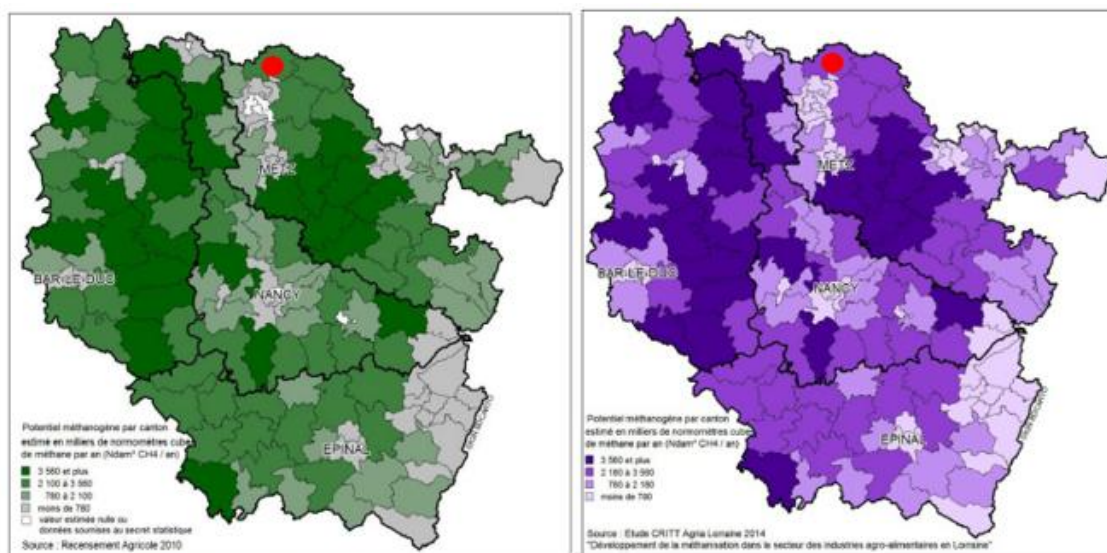 METZ
BAR-LE-DUC
NANCY
EPINAL
Potentiel méthanogène par canton
estimé en milliers de normomètres cube
de méthane par an (Ndam³ CH4 / an)
3 560 et plus
2 100 à 3 560
780 à 2 100
moins de 780
valeur estimée nulle ou
données soumises au secret statistique
Source : Recensement Agricole 2010
METZ
BAR-LE-DUC
NANCY
EPINAL
Potentiel méthanogène par canton
estimé en milliers de normomètres cube
de méthane par an (Ndam³ CH4 / an)
3 560 et plus
2 180 à 3 560
780 à 2 180
moins de 780
Source : Etude CRITT Agria Lorraine 2014
"Développement de la méthanisation dans le secteur des industries agro-alimentaires en Lorraine"